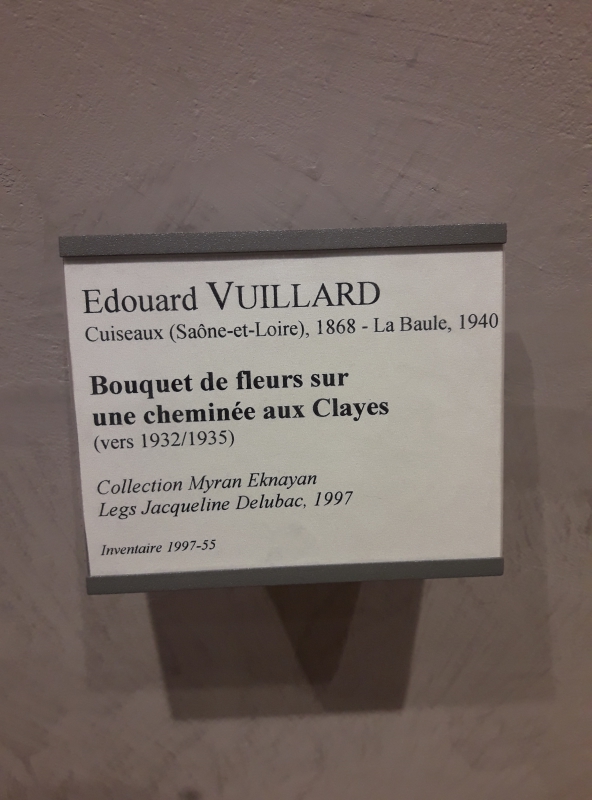 Edouard VUILLARD
Cuiseaux (Saône-et-Loire), 1868 - La Baule, 1940
Bouquet de fleurs sur
une cheminée aux Clayes
(vers 1932/1935)
Collection Myran Eknayan
Legs Jacqueline Delubac, 1997
Inventaire 1997-55